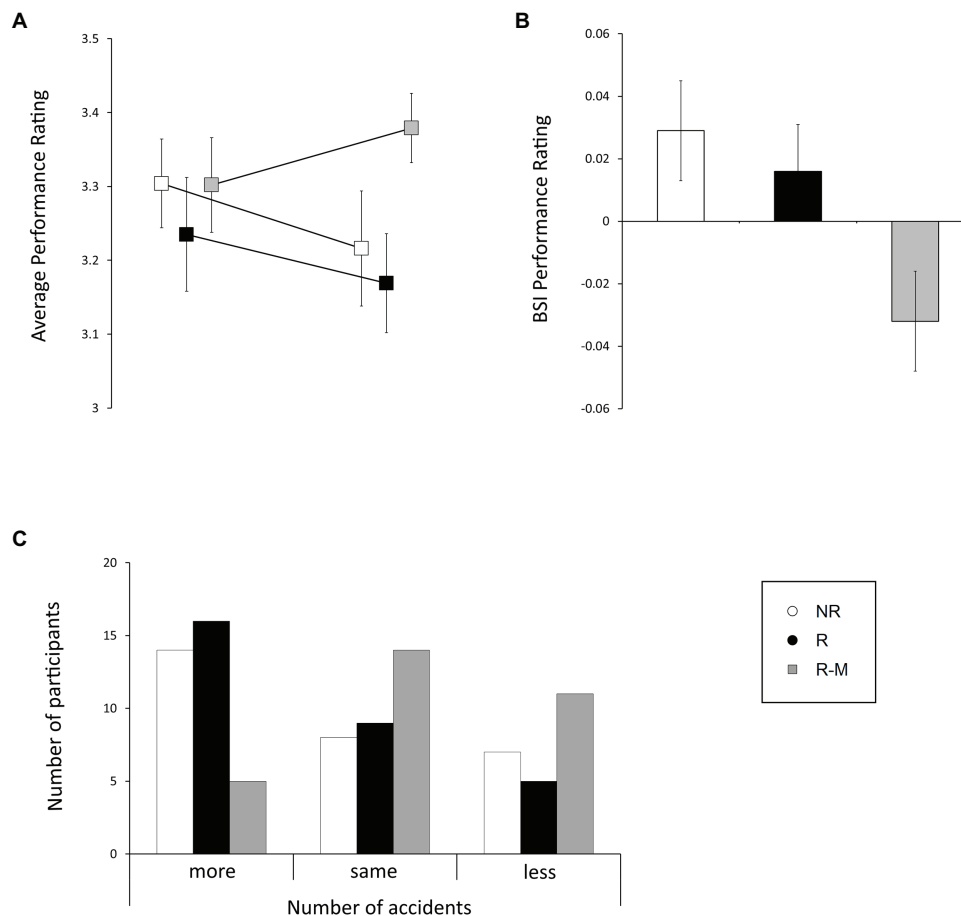 A
3.5
3.4
3.3
3.2
3.1
3
Average Performance Rating
B
0.06
0.04
0.02
0
-0.02
-0.04
-0.06
BSI Performance Rating
C
20
15
10
5
0
Number of participants
more same less
Number of accidents
NR
R
R-M